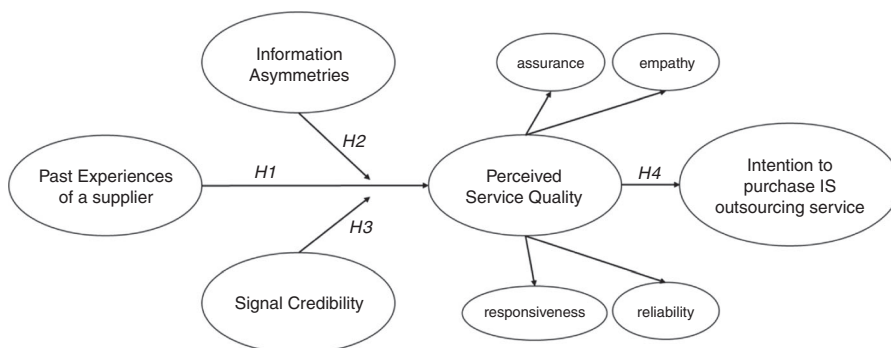 Information
Asymmetries
assurance
empathy
H2
Past Experiences
of a supplier
H1
Perceived
Service Quality
H4
Intention to
purchase IS
outsourcing service
H3
Signal Credibility
responsiveness
reliability